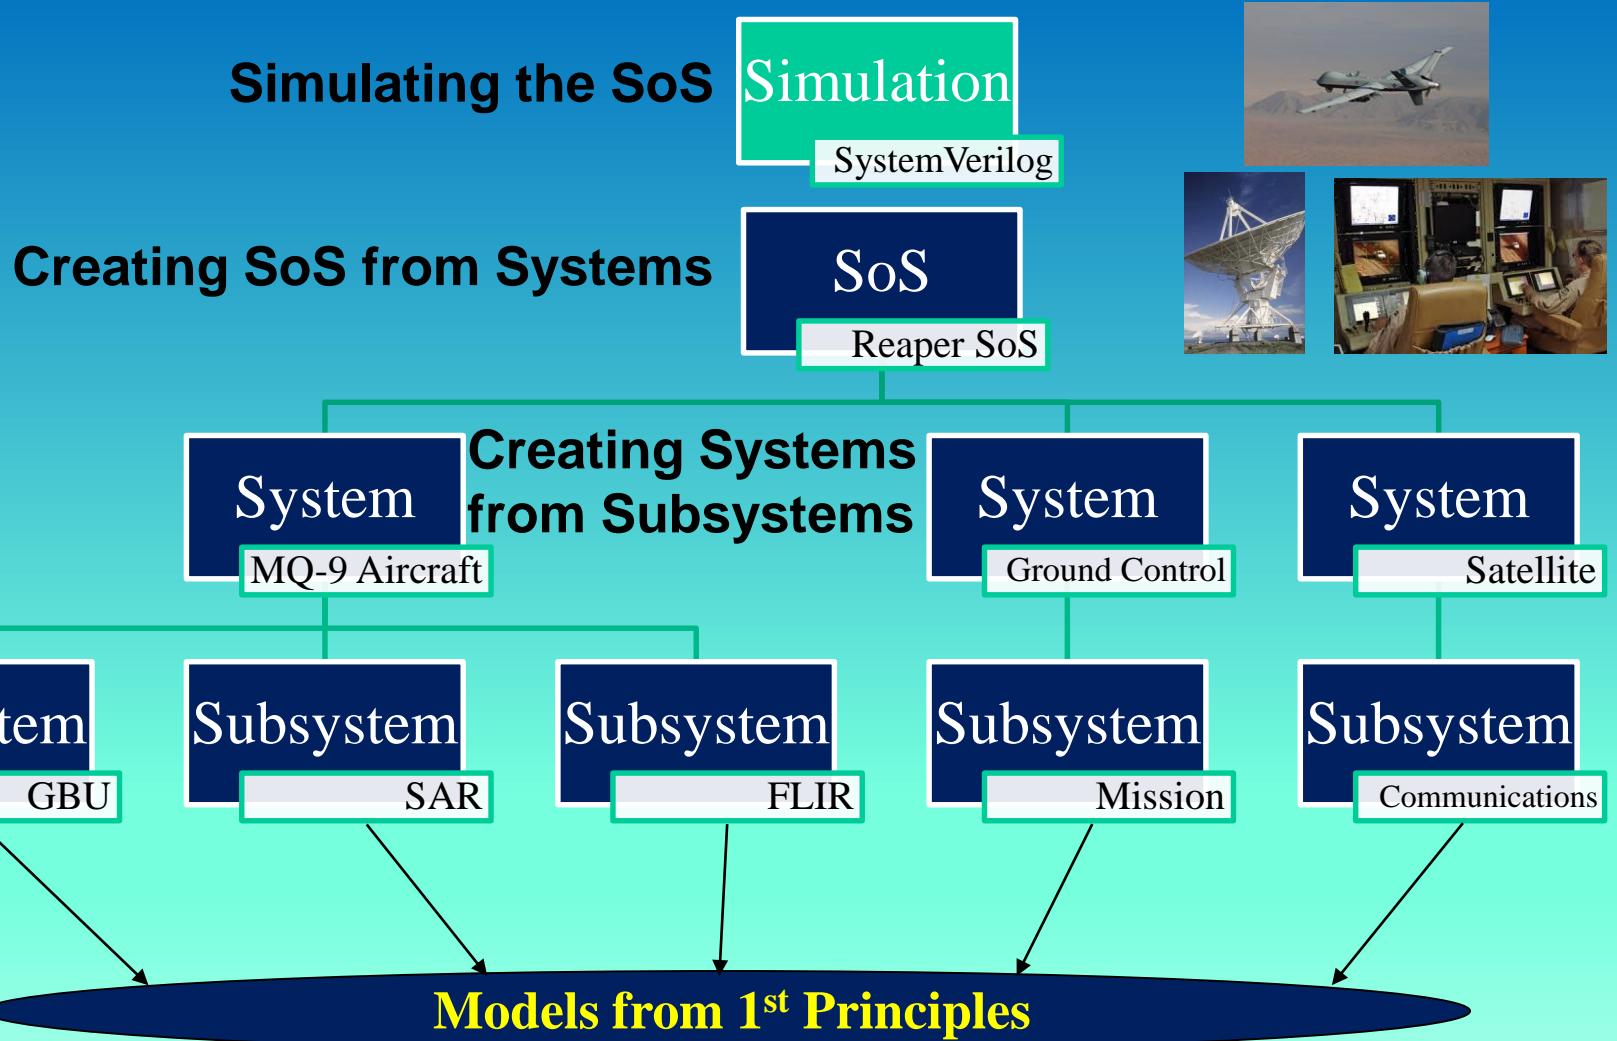 Simulating the SoS
Simulation
SystemVerilog
Creating SoS from Systems
SoS
Reaper SoS
Creating Systems
from Subsystems
System
MQ-9 Aircraft
System
Ground Control
System
Satellite
tem
GBU
Subsystem
SAR
Subsystem
FLIR
Subsystem
Mission
Subsystem
Communications
Models from 1st Principles